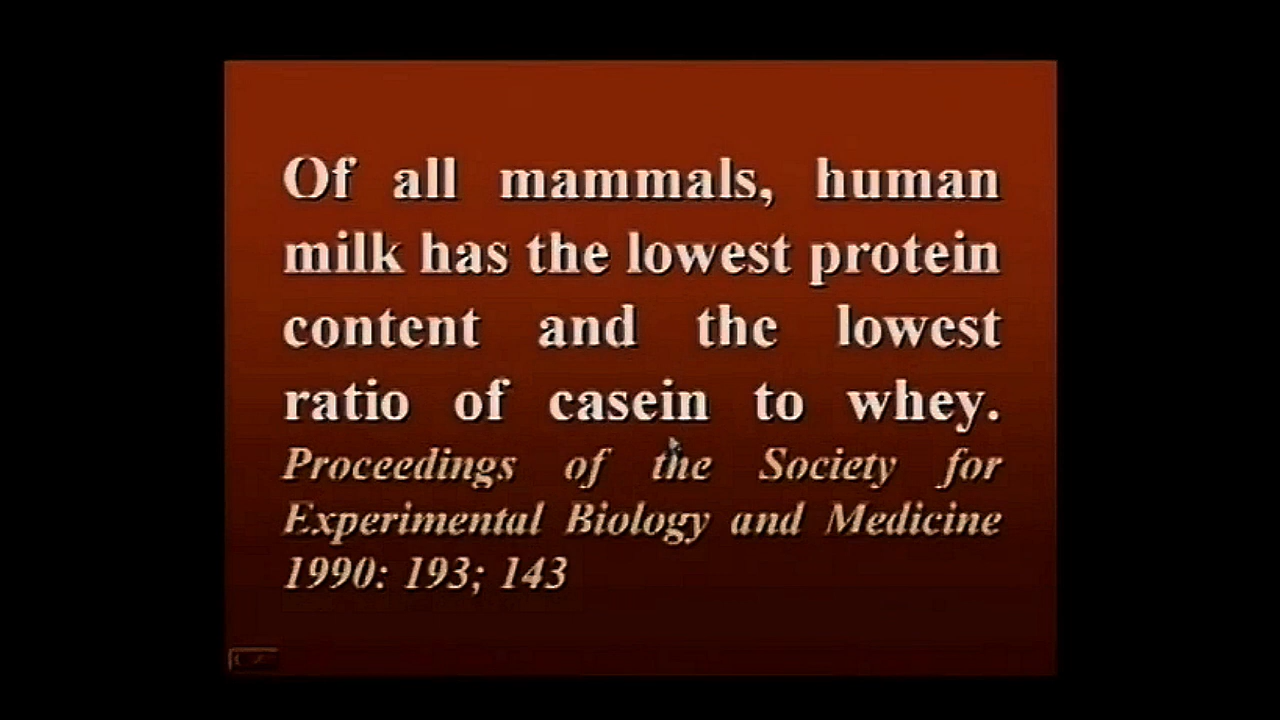 Of all mammals, human
milk has the lowest protein
content and the lowest
ratio of casein to whey.
Proceedings of the Society for
Experimental Biology and Medicine
1990: 193; 143